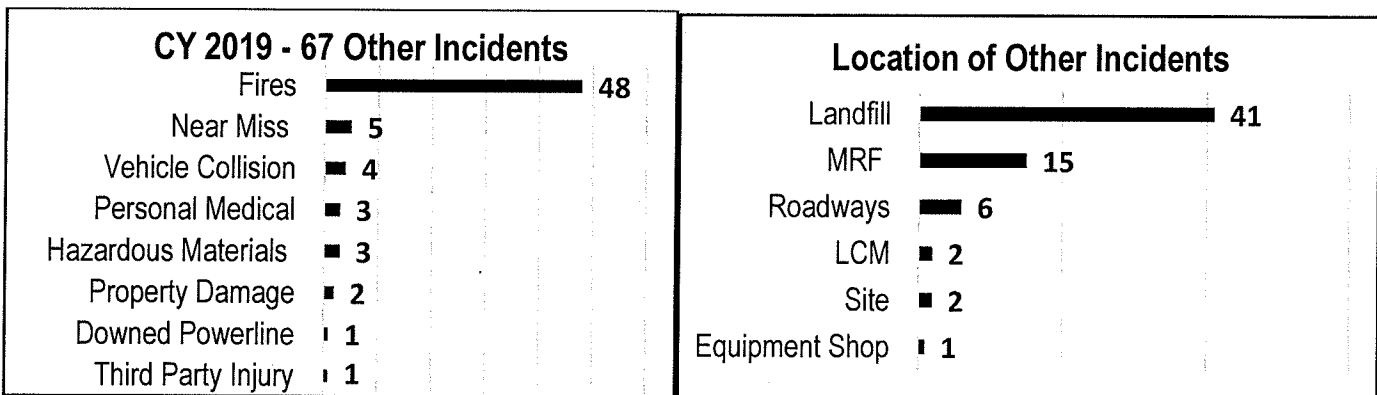 CY 2019 - 67 Other Incidents
Fires 48
Near Miss 5
Vehicle Collision 4
Personal Medical 3
Hazardous Materials 3
Property Damage 2
Downed Powerline 1
Third Party Injury 1
Location of Other Incidents
Landfill 41
MRF 15
Roadways 6
LCM 2
Site 2
Equipment Shop 1